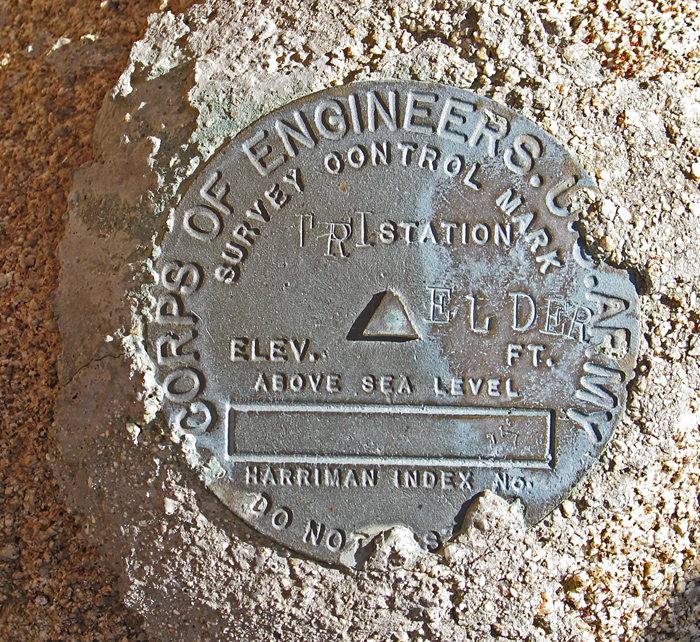 CORPS OF ENGINEERS. U.S. ARMY
SURVEY CONTROL MARK
TRI STATION
ELDER
ELEV. FT.
ABOVE SEA LEVEL
HARRIMAN INDEX No.
DO NOT